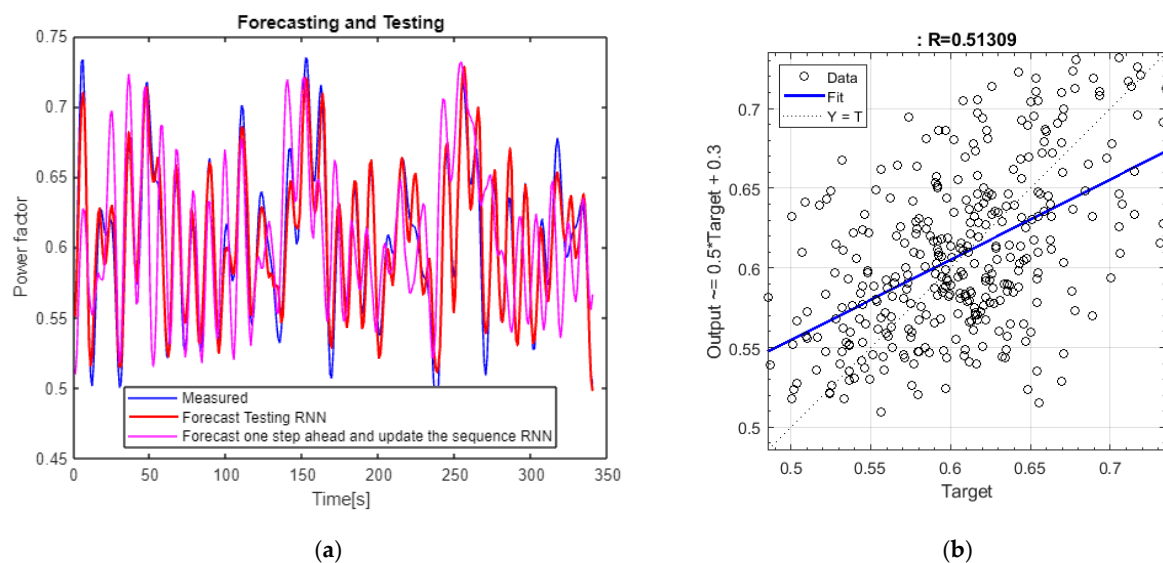 Forecasting and Testing
0.75
0.7
0.65
0.6
0.55
0.5
0.45
Power factor
Measured
Forecast Testing RNN
Forecast one step ahead and update the sequence RNN
0 50 100 150 200 250 300 350
Time[s]
(a)
: R=0.51309
Data
Fit
Y = T
0.7
0.65
0.6
0.55
0.5
Output ~= 0.5*Target + 0.3
0.5 0.55 0.6 0.65 0.7
Target
(b)